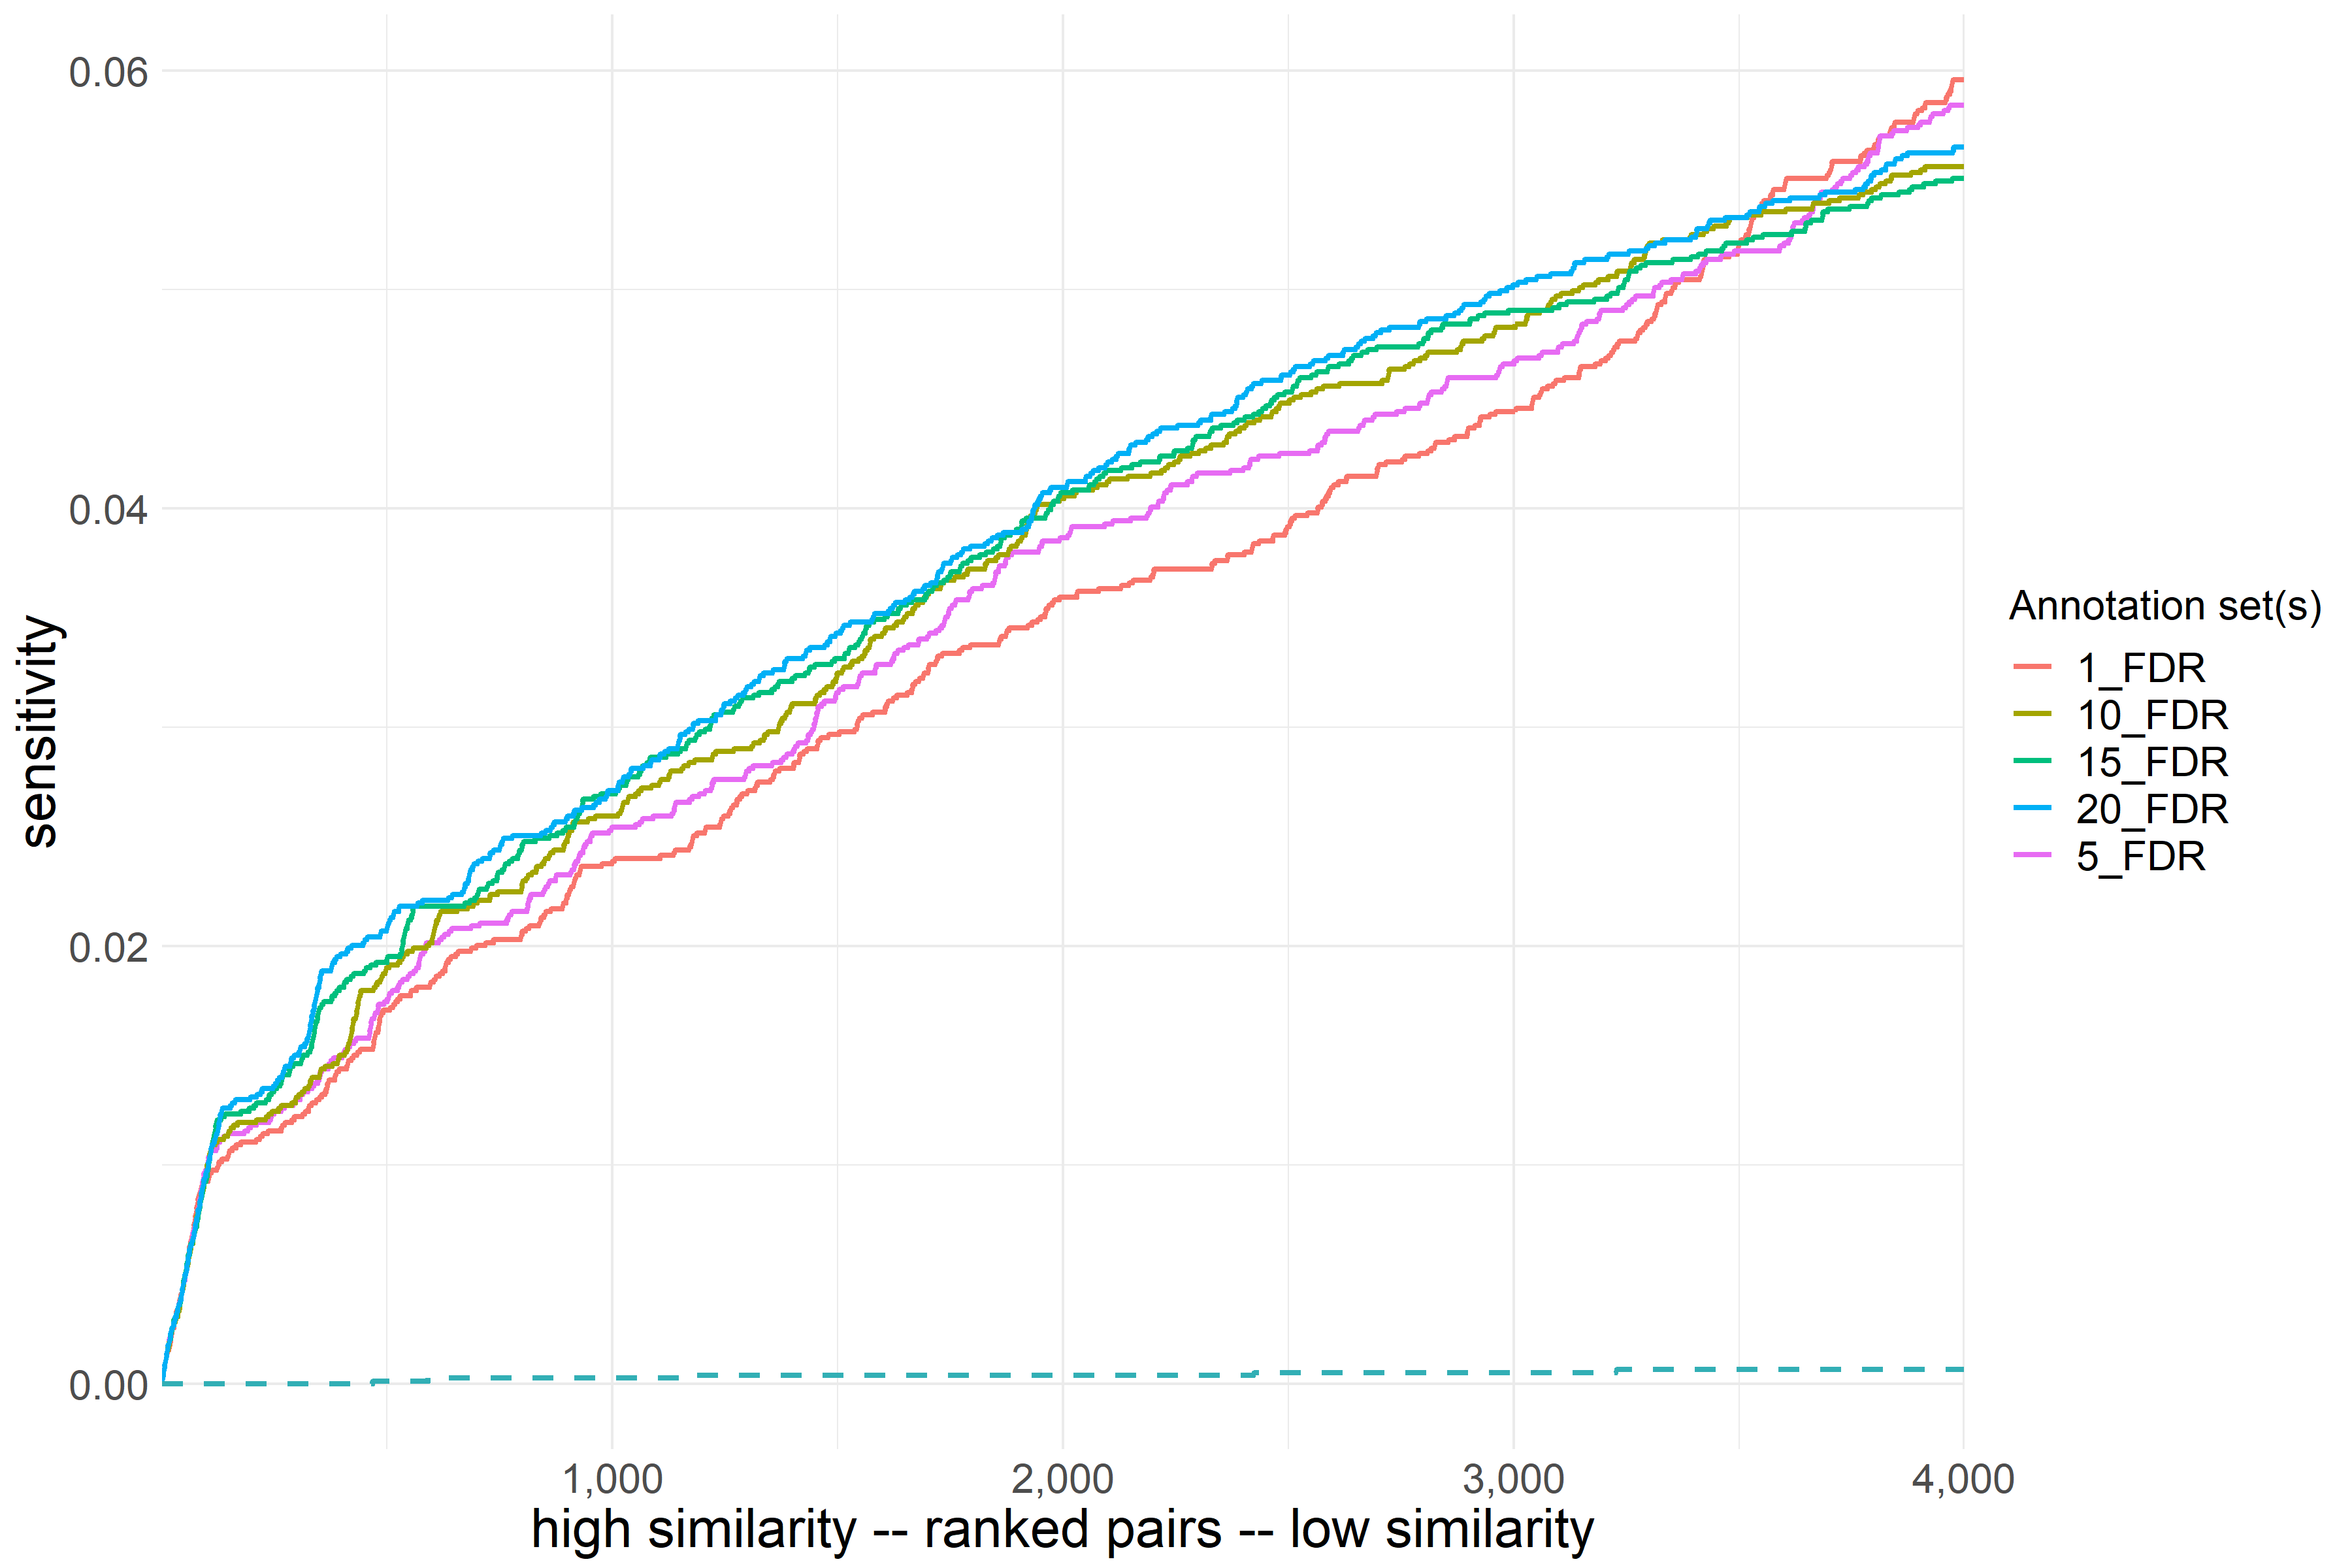 0.06
0.04
0.02
0.00
sensitivity
1,000
2,000
3,000
4,000
high similarity -- ranked pairs -- low similarity
Annotation set(s)
1_FDR
10_FDR
15_FDR
20_FDR
5_FDR